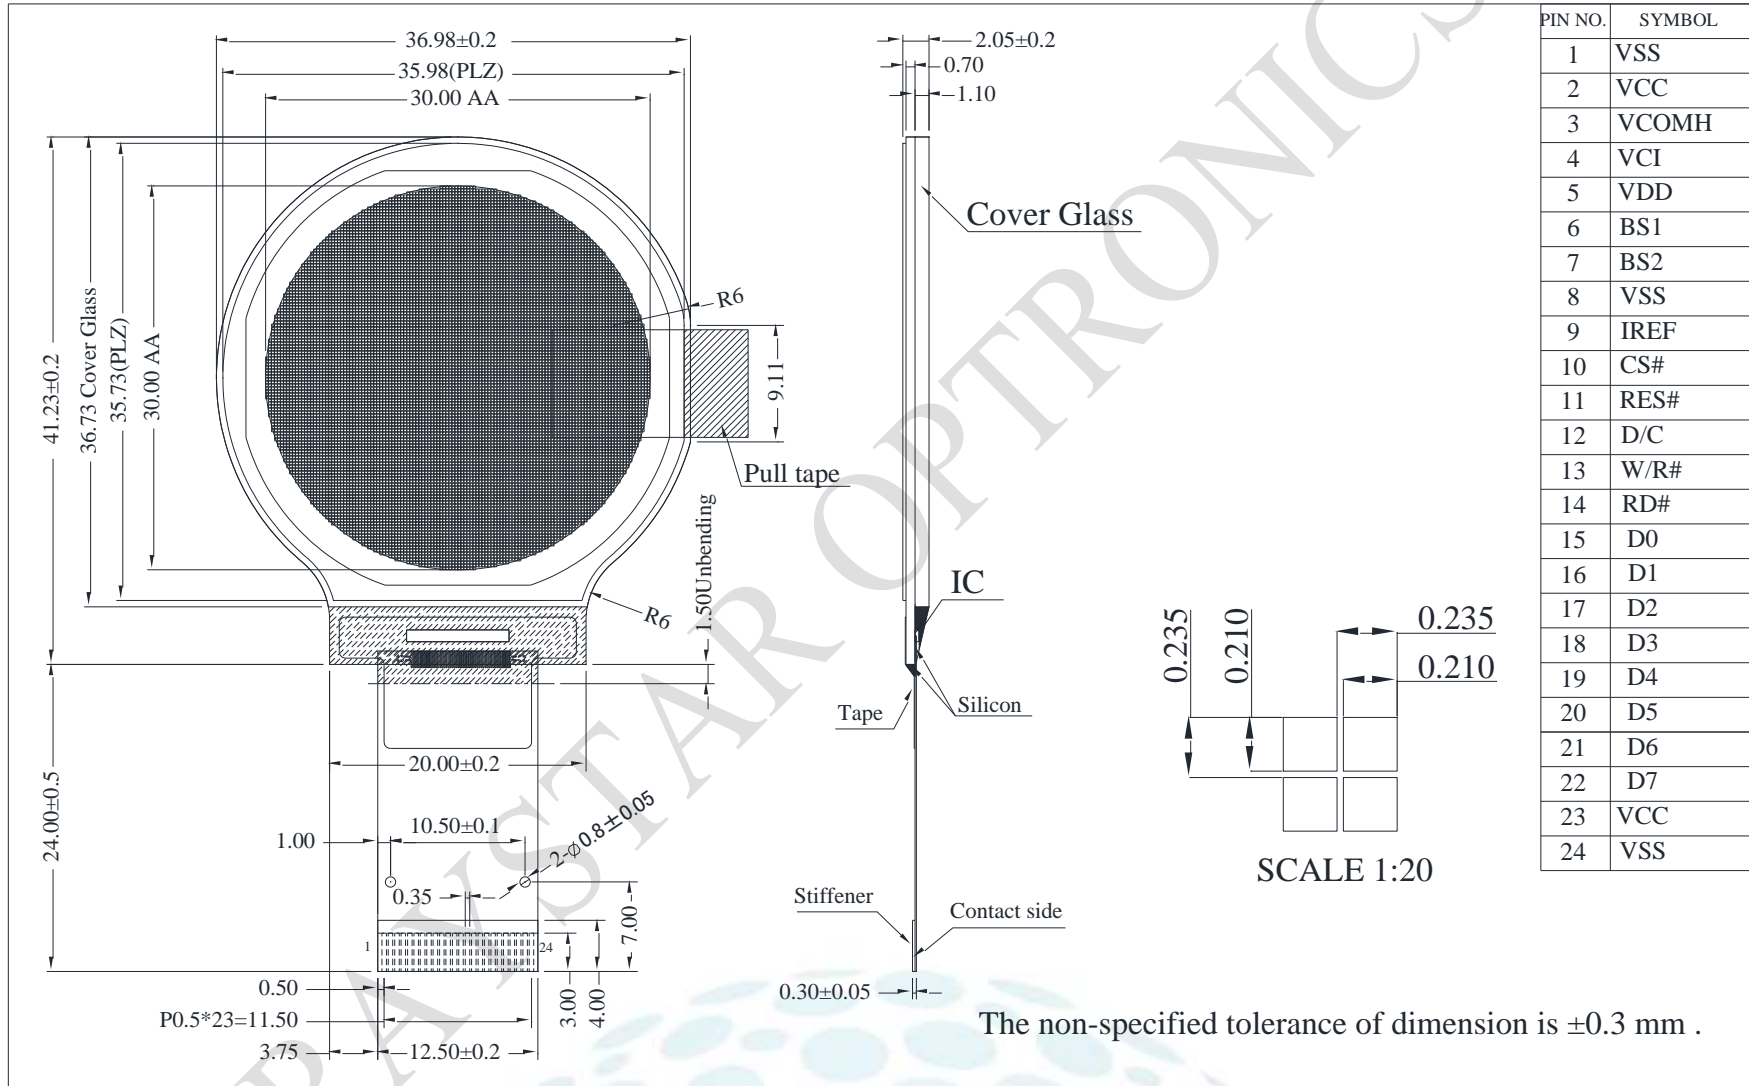 36.98±0.2
35.98(PLZ)
30.00 AA
41.23±0.2
36.73 Cover Glass
35.73(PLZ)
30.00 AA
R6
9.11
Pull tape
1.50Unbending
R6
20.00±0.2
24.00±0.5
1.00
10.50±0.1
2-ϕ0.8±0.05
0.35
7.00
1
24
0.50
P0.5*23=11.50
3.00
4.00
3.75
12.50±0.2
2.05±0.2
0.70
1.10
Cover Glass
IC
Tape
Silicon
Stiffener
Contact side
0.30±0.05
0.235
0.210
0.235
0.210
SCALE 1:20
The non-specified tolerance of dimension is ±0.3 mm .
PIN NO. SYMBOL
1 VSS
2 VCC
3 VCOMH
4 VCI
5 VDD
6 BS1
7 BS2
8 VSS
9 IREF
10 CS#
11 RES#
12 D/C
13 W/R#
14 RD#
15 D0
16 D1
17 D2
18 D3
19 D4
20 D5
21 D6
22 D7
23 VCC
24 VSS
RAYSTAR OPTRONICS